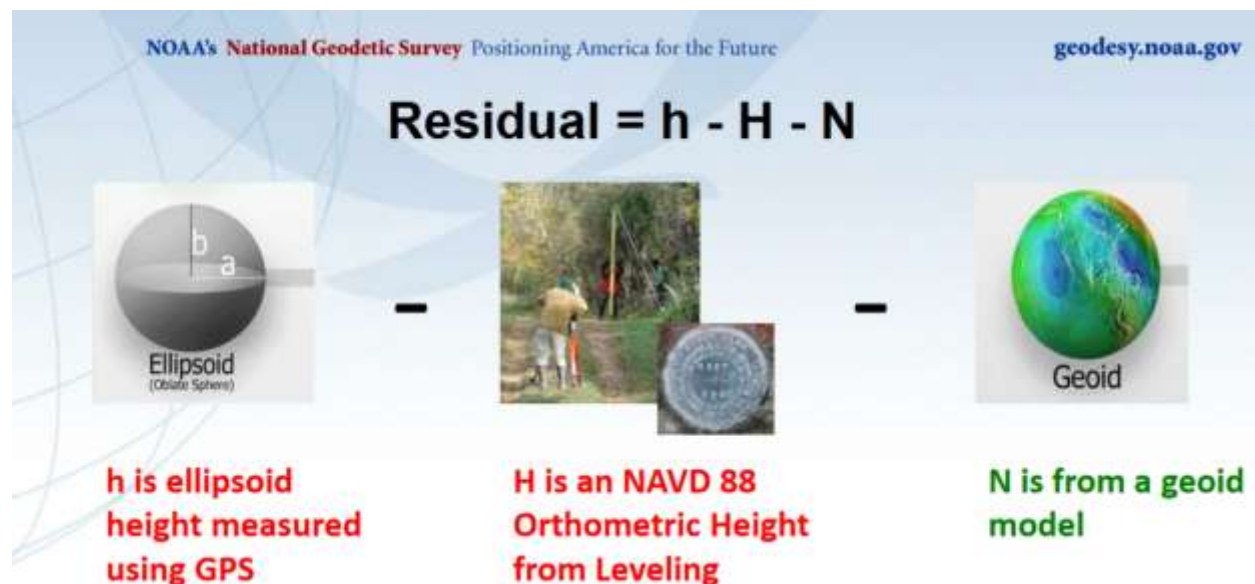 NOAA's National Geodetic Survey Positioning America for the Future
geodesy.noaa.gov
Residual = h - H - N
b
a
Ellipsoid
(Oblate Sphere)
-
-
Geoid
h is ellipsoid
height measured
using GPS
H is an NAVD 88
Orthometric Height
from Leveling
N is from a geoid
model